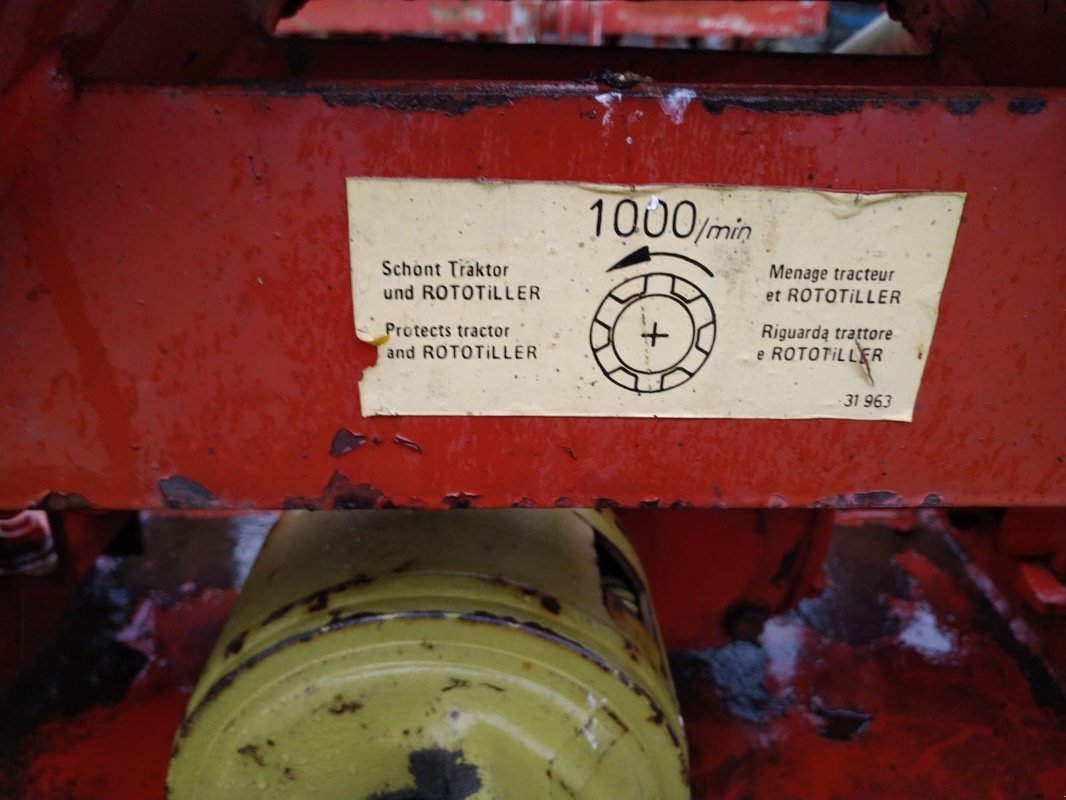 1000/min
Schont Traktor
und ROTOTiLLER
Protects tractor
and ROTOTiLLER
Menage tracteur
et ROTOTiLLER
Riguarda trattore
e ROTOTiLLER
31 963